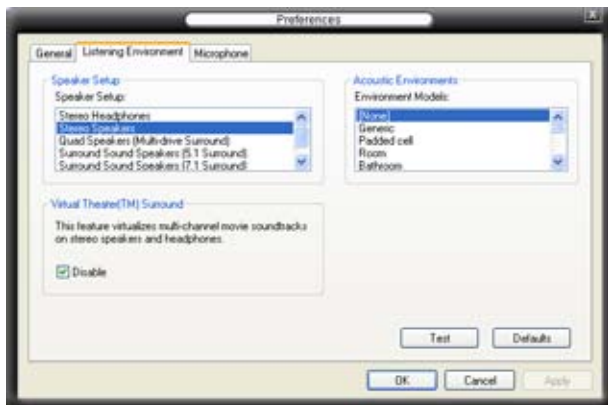 Preferences
General
Listening Environment
Microphone
Speaker Setup
Speaker Setup:
Stereo Headphones
Stereo Speakers
Quad Speakers (Multi-drive Surround)
Surround Sound Speakers (5.1 Surround)
Surround Sound Speakers (7.1 Surround)
Acoustic Environments
Environment Models:
(None)
Generic
Padded cell
Room
Bathroom
Virtual Theater(TM) Surround
This feature virtualizes multi-channel movie soundtracks
on stereo speakers and headphones.
Disable
Test
Defaults
OK
Cancel
Apply